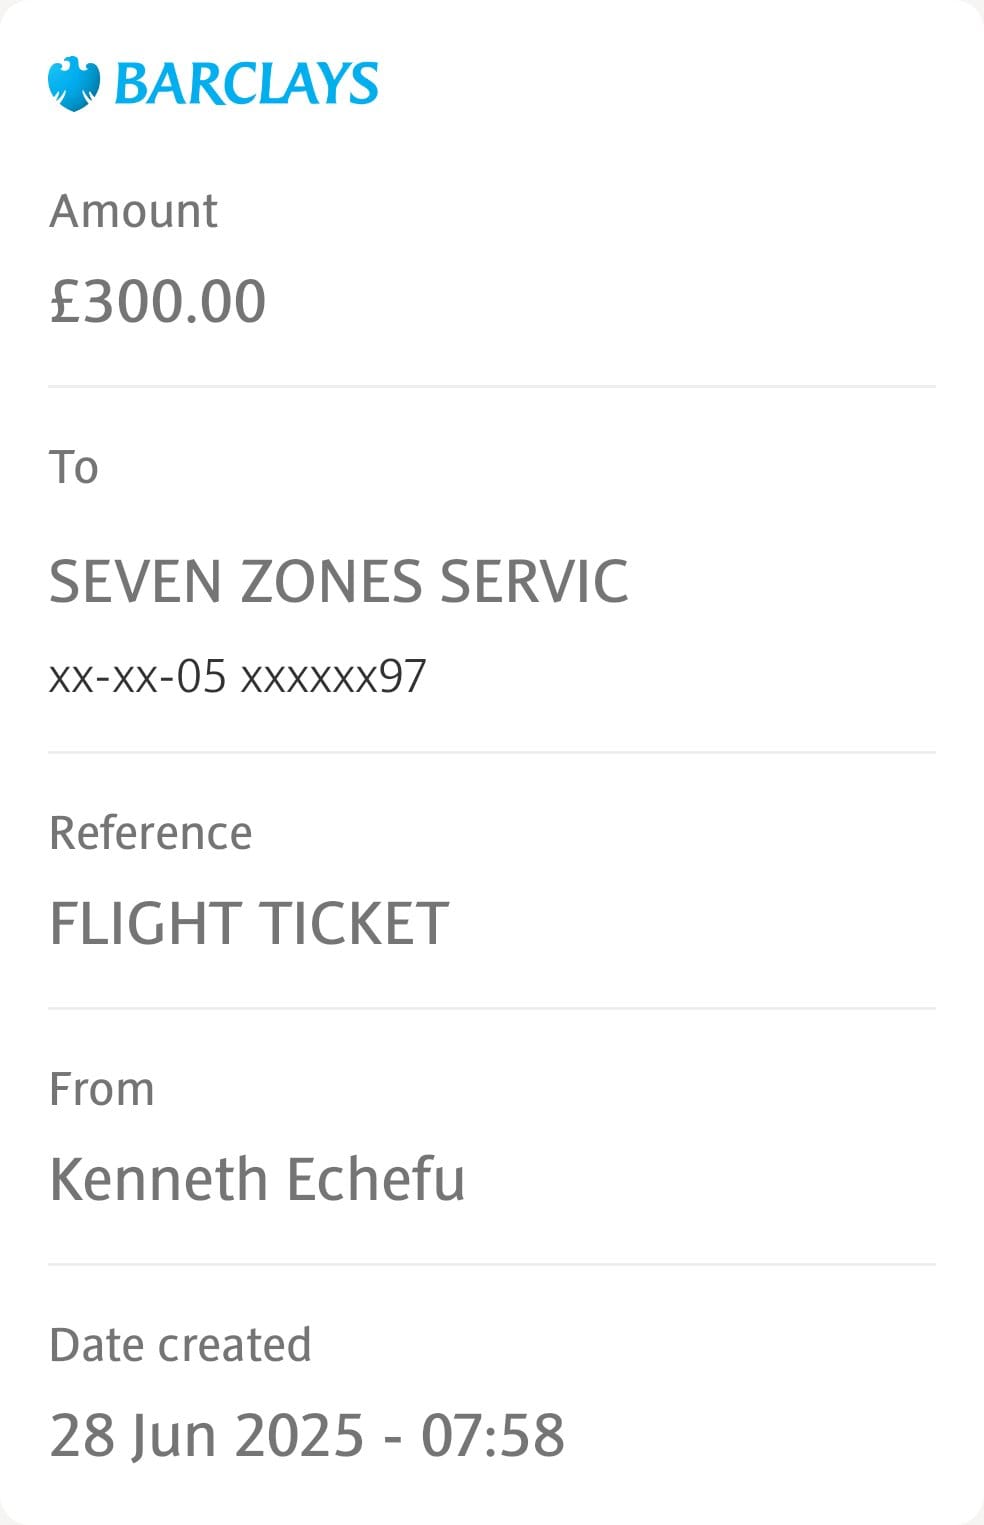 BARCLAYS
Amount
£300.00
To
SEVEN ZONES SERVIC
xx-xx-05 xxxxxx97
Reference
FLIGHT TICKET
From
Kenneth Echefu
Date created
28 Jun 2025 - 07:58